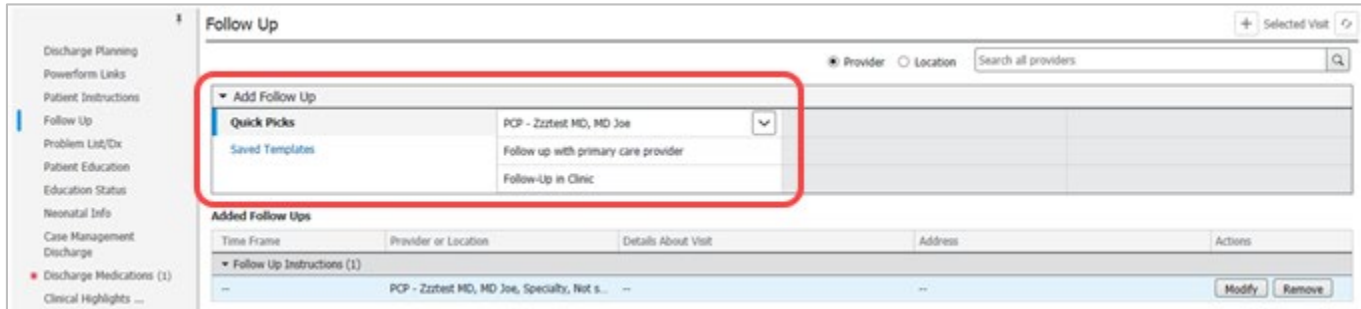 Follow Up
+ Selected Visit
Discharge Planning
Powerform Links
Patient Instructions
Follow Up
Problem List/Dx
Patient Education
Education Status
Neonatal Info
Case Management
Discharge
Discharge Medications (1)
Clinical Highlights ...
Provider Location Search all providers
Add Follow Up
Quick Picks
Saved Templates
PCP - Zzztest MD, MD Joe
Follow up with primary care provider
Follow-Up in Clinic
Added Follow Ups
Time Frame Provider or Location Details About Visit Address Actions
Follow Up Instructions (1)
-- PCP - Zzztest MD, MD Joe, Specialty, Not s... -- -- Modify Remove